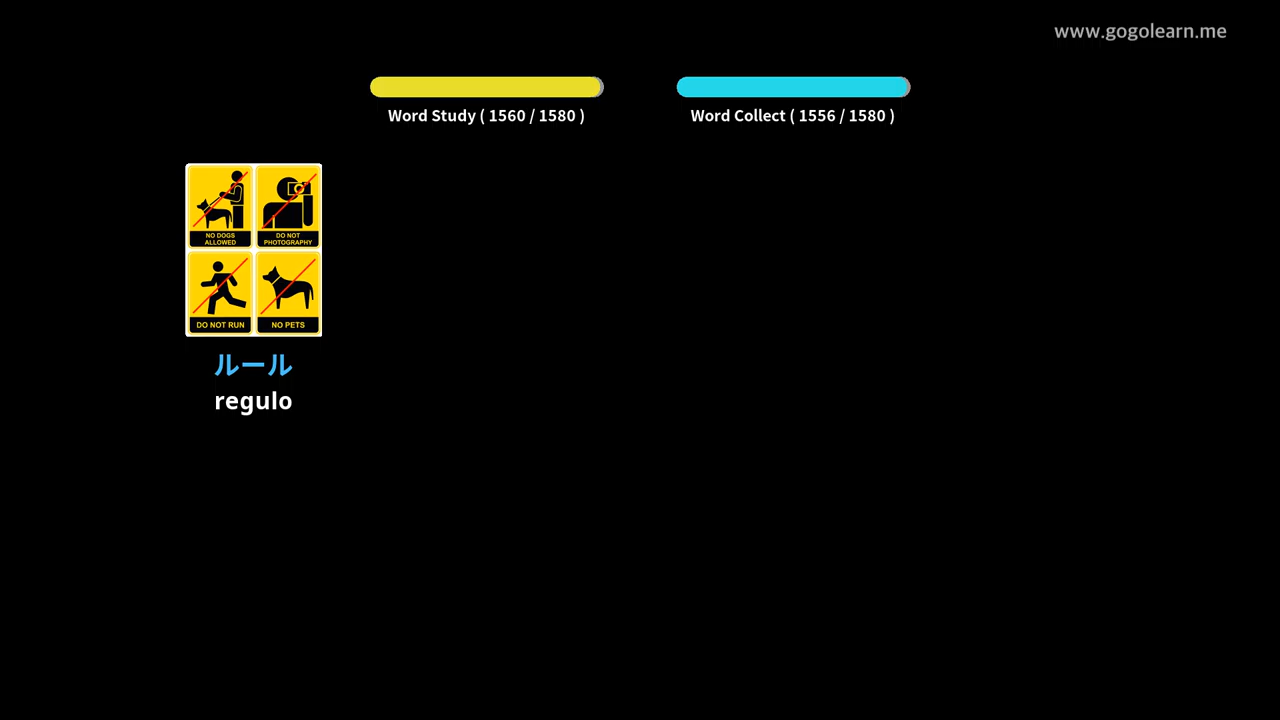 www.gogolearn.me
Word Study ( 1560 / 1580 )
Word Collect ( 1556 / 1580 )
NO DOGS
ALLOWED
DO NOT
PHOTOGRAPHY
DO NOT RUN
NO PETS
ルール
regulo